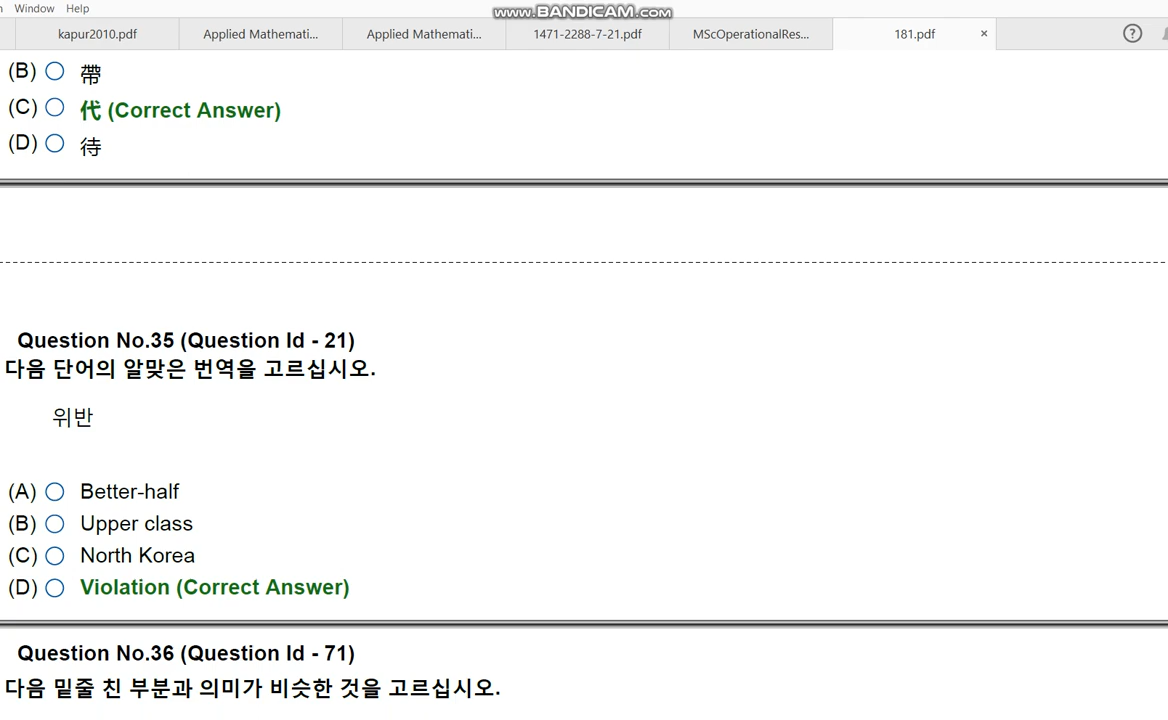 Window Help
www.BANDICAM.com
kapur2010.pdf Applied Mathemati... Applied Mathemati... 1471-2288-7-21.pdf MScOperationalRes... 181.pdf × ?
(B) 帶
(C) 代 (Correct Answer)
(D) 待
Question No.35 (Question Id - 21)
다음 단어의 알맞은 번역을 고르십시오.
위반
(A) Better-half
(B) Upper class
(C) North Korea
(D) Violation (Correct Answer)
Question No.36 (Question Id - 71)
다음 밑줄 친 부분과 의미가 비슷한 것을 고르십시오.